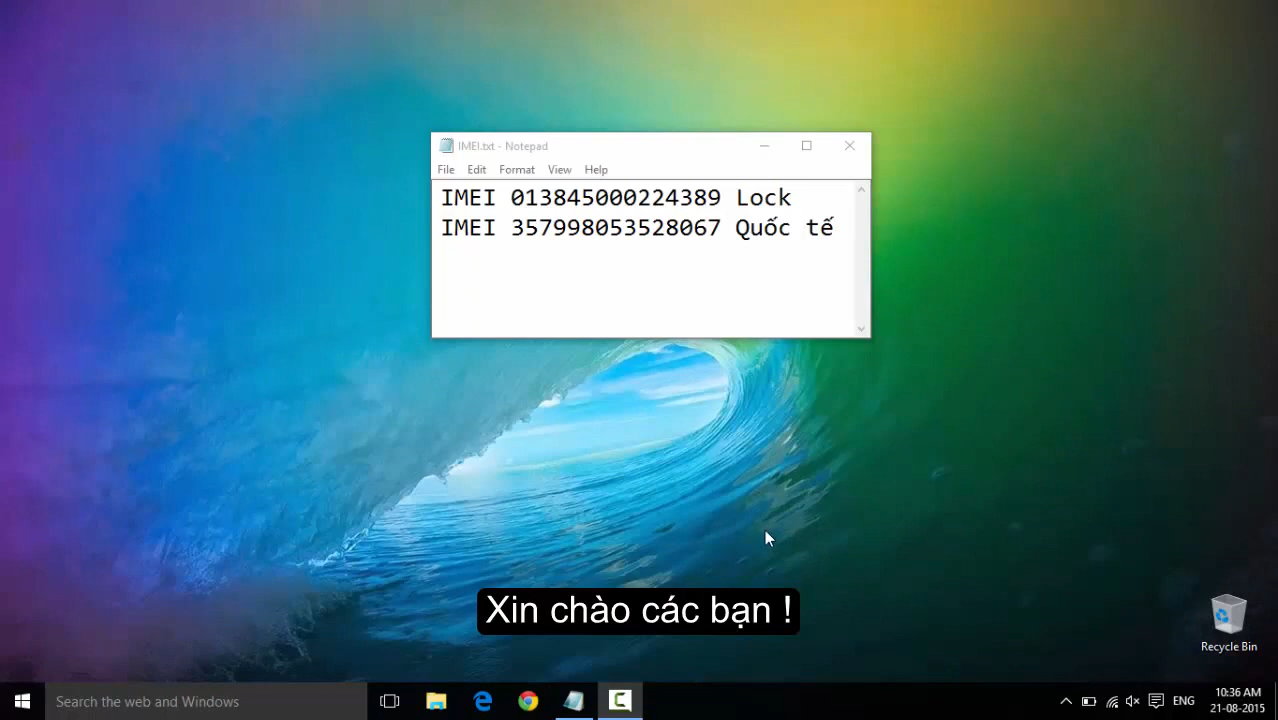 IMEI.txt - Notepad
File Edit Format View Help
IMEI 013845000224389 Lock
IMEI 357998053528067 Quốc tế
Xin chào các bạn !
Recycle Bin
Search the web and Windows
ENG
10:36 AM
21-08-2015